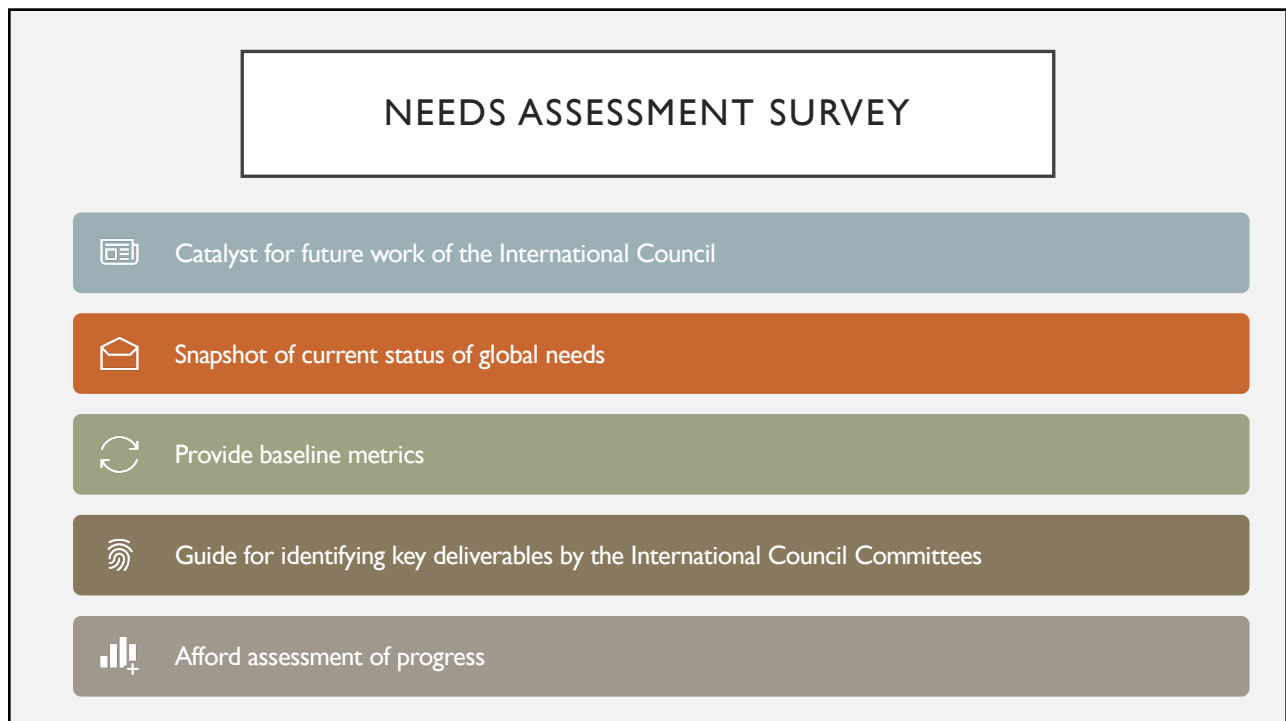 NEEDS ASSESSMENT SURVEY
Catalyst for future work of the International Council
Snapshot of current status of global needs
Provide baseline metrics
Guide for identifying key deliverables by the International Council Committees
Afford assessment of progress